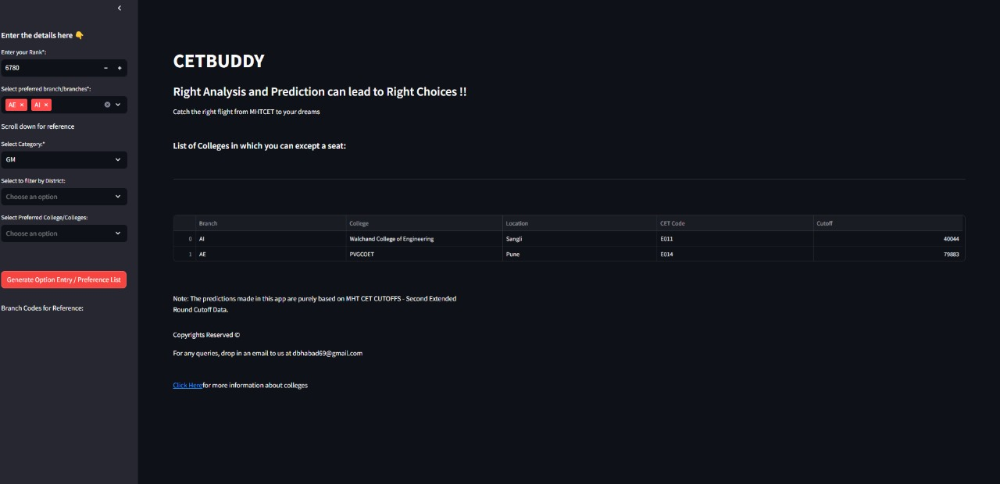 Enter the details here 👇
Enter your Rank*:
6780
Select preferred branch/branches*:
AE × AI ×
Scroll down for reference
Select Category:*
GM
Select to filter by District:
Choose an option
Select Preferred College/Colleges:
Choose an option
Generate Option Entry / Preference List
Branch Codes for Reference:
CETBUDDY
Right Analysis and Prediction can lead to Right Choices !!
Catch the right flight from MHTCET to your dreams
List of Colleges in which you can except a seat:
Branch College Location CET Code Cutoff
0 AI Walchand College of Engineering Sangli E011 40044
1 AE PVGCOET Pune E014 79883
Note: The predictions made in this app are purely based on MHT CET CUTOFFS - Second Extended
Round Cutoff Data.
Copyrights Reserved ©
For any queries, drop in an email to us at dbhabad69@gmail.com
Click Herefor more information about colleges